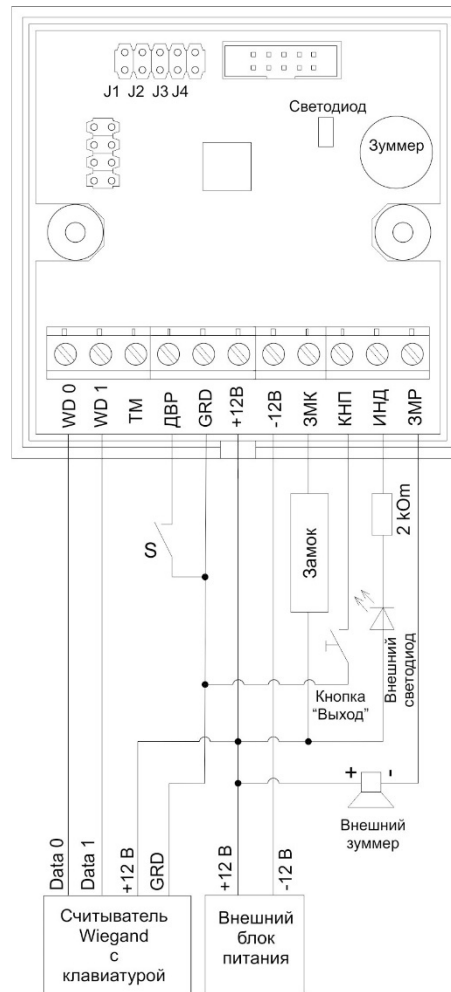 J1 J2 J3 J4
Светодиод
Зуммер
WD 0
WD 1
ТМ
ДВР
GRD
+12В
-12В
ЗМК
КНП
ИНД
ЗМР
S
Замок
2 kOm
Внешний
светодиод
Кнопка
"Выход"
+ -
Внешний
зуммер
Data 0
Data 1
+12 В
GRD
+12 В
-12 В
Считыватель
Wiegand
с
клавиатурой
Внешний
блок
питания